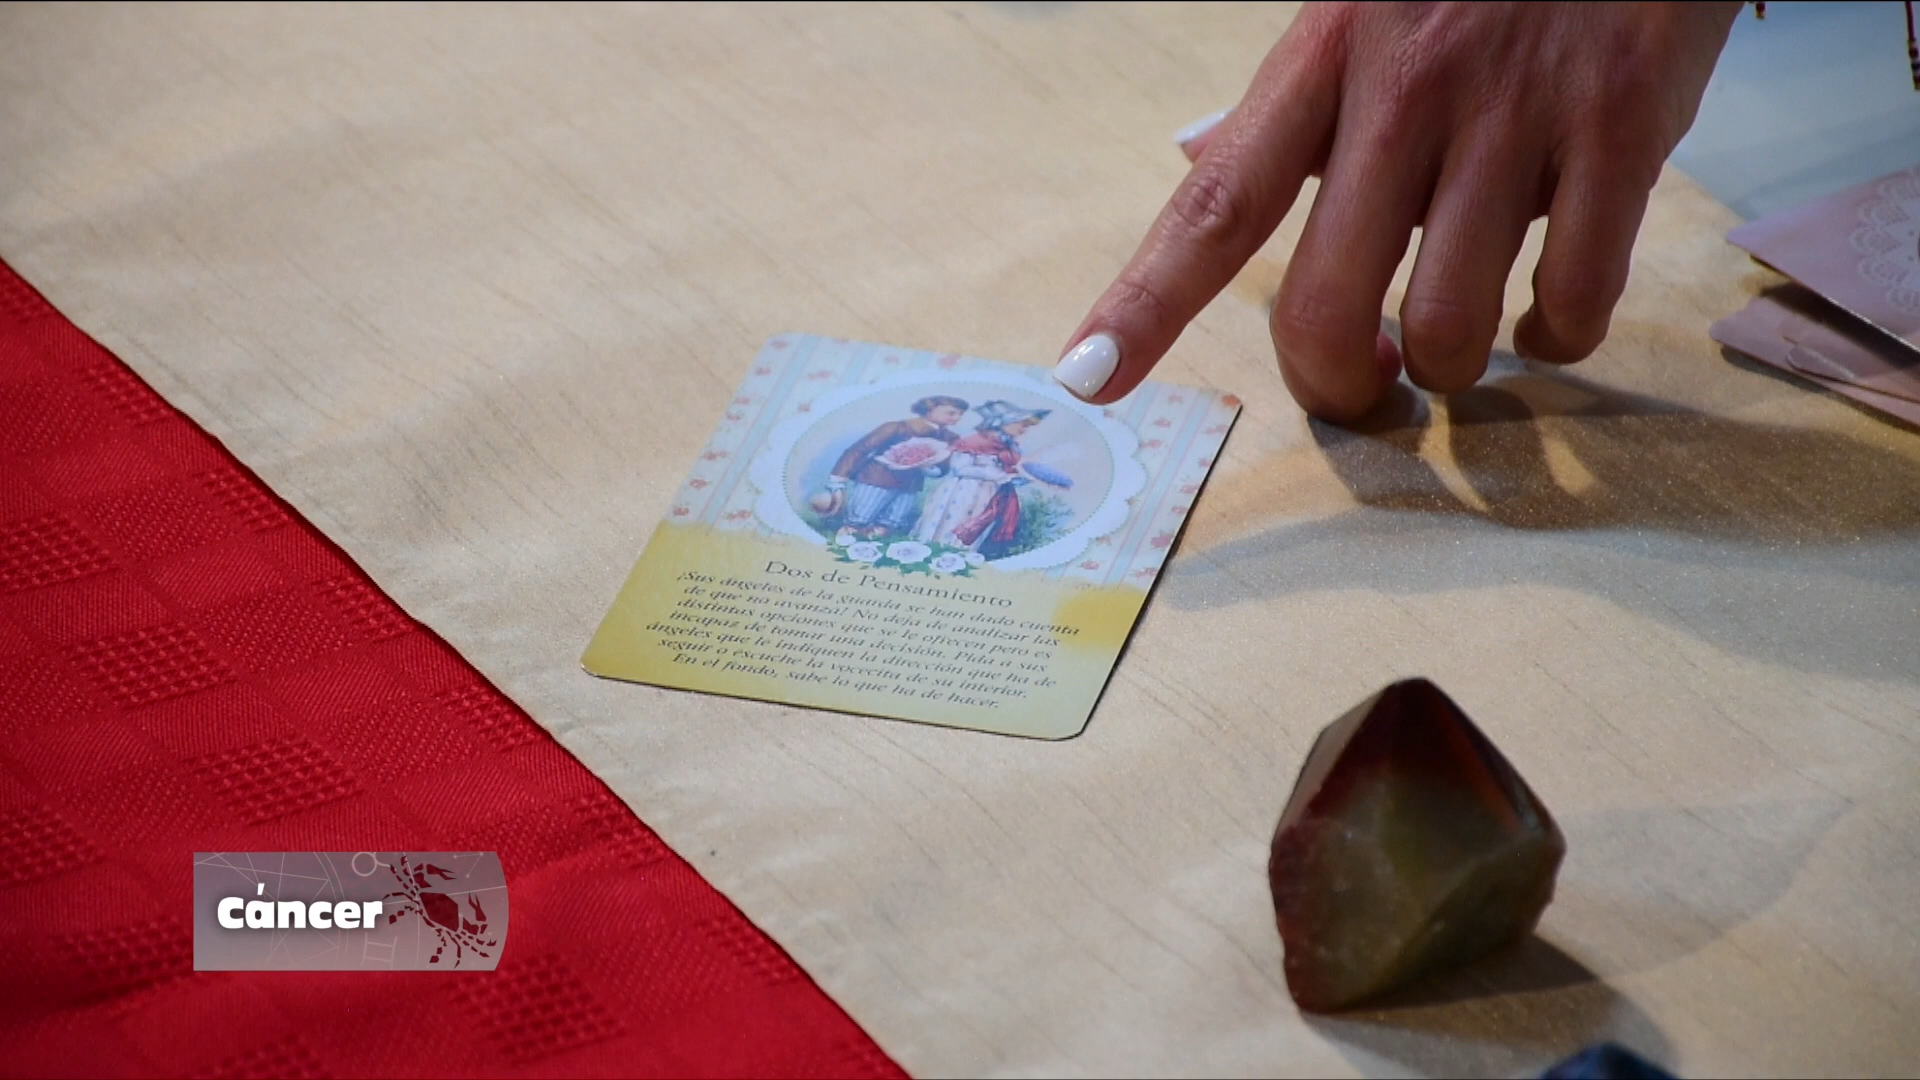 Dos de Pensamiento
¡Sus ángeles de la guarda se han dado cuenta
de que no avanza! No deja de analizar las
distintas opciones que se le ofrecen pero es
incapaz de tomar una decisión. Pida a sus
ángeles que le indiquen la dirección que ha de
seguir o escuche la vocecita de su interior.
En el fondo, sabe lo que ha de hacer.
Cáncer